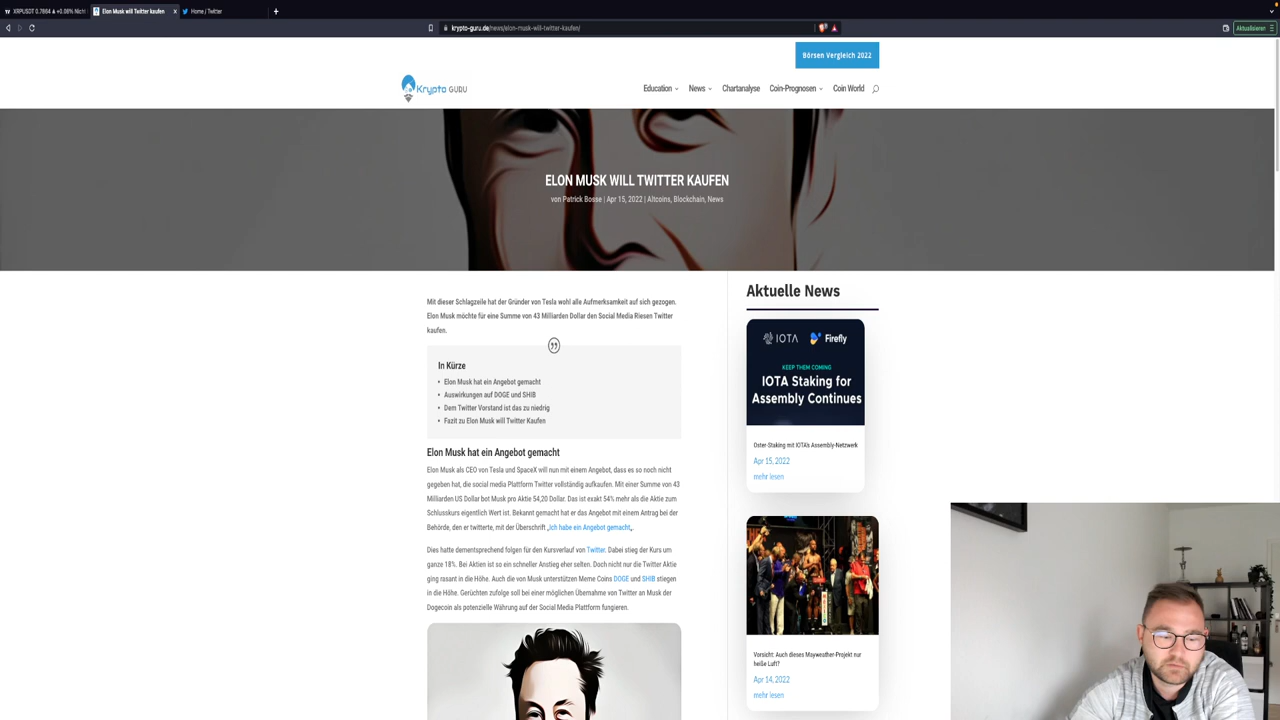 XRPUSDT 0.7864 ▲ +0.08% Nicht
Elon Musk will Twitter kaufen
Home / Twitter
krypto-guru.de/news/elon-musk-will-twitter-kaufen/
Aktualisieren
Börsen Vergleich 2022
Krypto GURU
Education
News
Chartanalyse
Coin-Prognosen
Coin World
ELON MUSK WILL TWITTER KAUFEN
von Patrick Bosse | Apr 15, 2022 | Altcoins, Blockchain, News
Mit dieser Schlagzeile hat der Gründer von Tesla wohl alle Aufmerksamkeit auf sich gezogen.
Elon Musk möchte für eine Summe von 43 Milliarden Dollar den Social Media Riesen Twitter
kaufen.
In Kürze
• Elon Musk hat ein Angebot gemacht
• Auswirkungen auf DOGE und SHIB
• Dem Twitter Vorstand ist das zu niedrig
• Fazit zu Elon Musk will Twitter Kaufen
Elon Musk hat ein Angebot gemacht
Elon Musk als CEO von Tesla und SpaceX will nun mit einem Angebot, dass es so noch nicht
gegeben hat, die social media Plattform Twitter vollständig aufkaufen. Mit einer Summe von 43
Milliarden US Dollar bot Musk pro Aktie 54,20 Dollar. Das ist exakt 54% mehr als die Aktie zum
Schlusskurs eigentlich Wert ist. Bekannt gemacht hat er das Angebot mit einem Antrag bei der
Behörde, den er twitterte, mit der Überschrift „Ich habe ein Angebot gemacht„.
Dies hatte dementsprechend folgen für den Kursverlauf von Twitter. Dabei stieg der Kurs um
ganze 18%. Bei Aktien ist so ein schneller Anstieg eher selten. Doch nicht nur die Twitter Aktie
ging rasant in die Höhe. Auch die von Musk unterstützen Meme Coins DOGE und SHIB stiegen
in die Höhe. Gerüchten zufolge soll bei einer möglichen Übernahme von Twitter an Musk der
Dogecoin als potenzielle Währung auf der Social Media Plattform fungieren.
Aktuelle News
IOTA Firefly
KEEP THEM COMING
IOTA Staking for
Assembly Continues
Oster-Staking mit IOTA's Assembly-Netzwerk
Apr 15, 2022
mehr lesen
Vorsicht: Auch dieses Mayweather-Projekt nur
heiße Luft?
Apr 14, 2022
mehr lesen